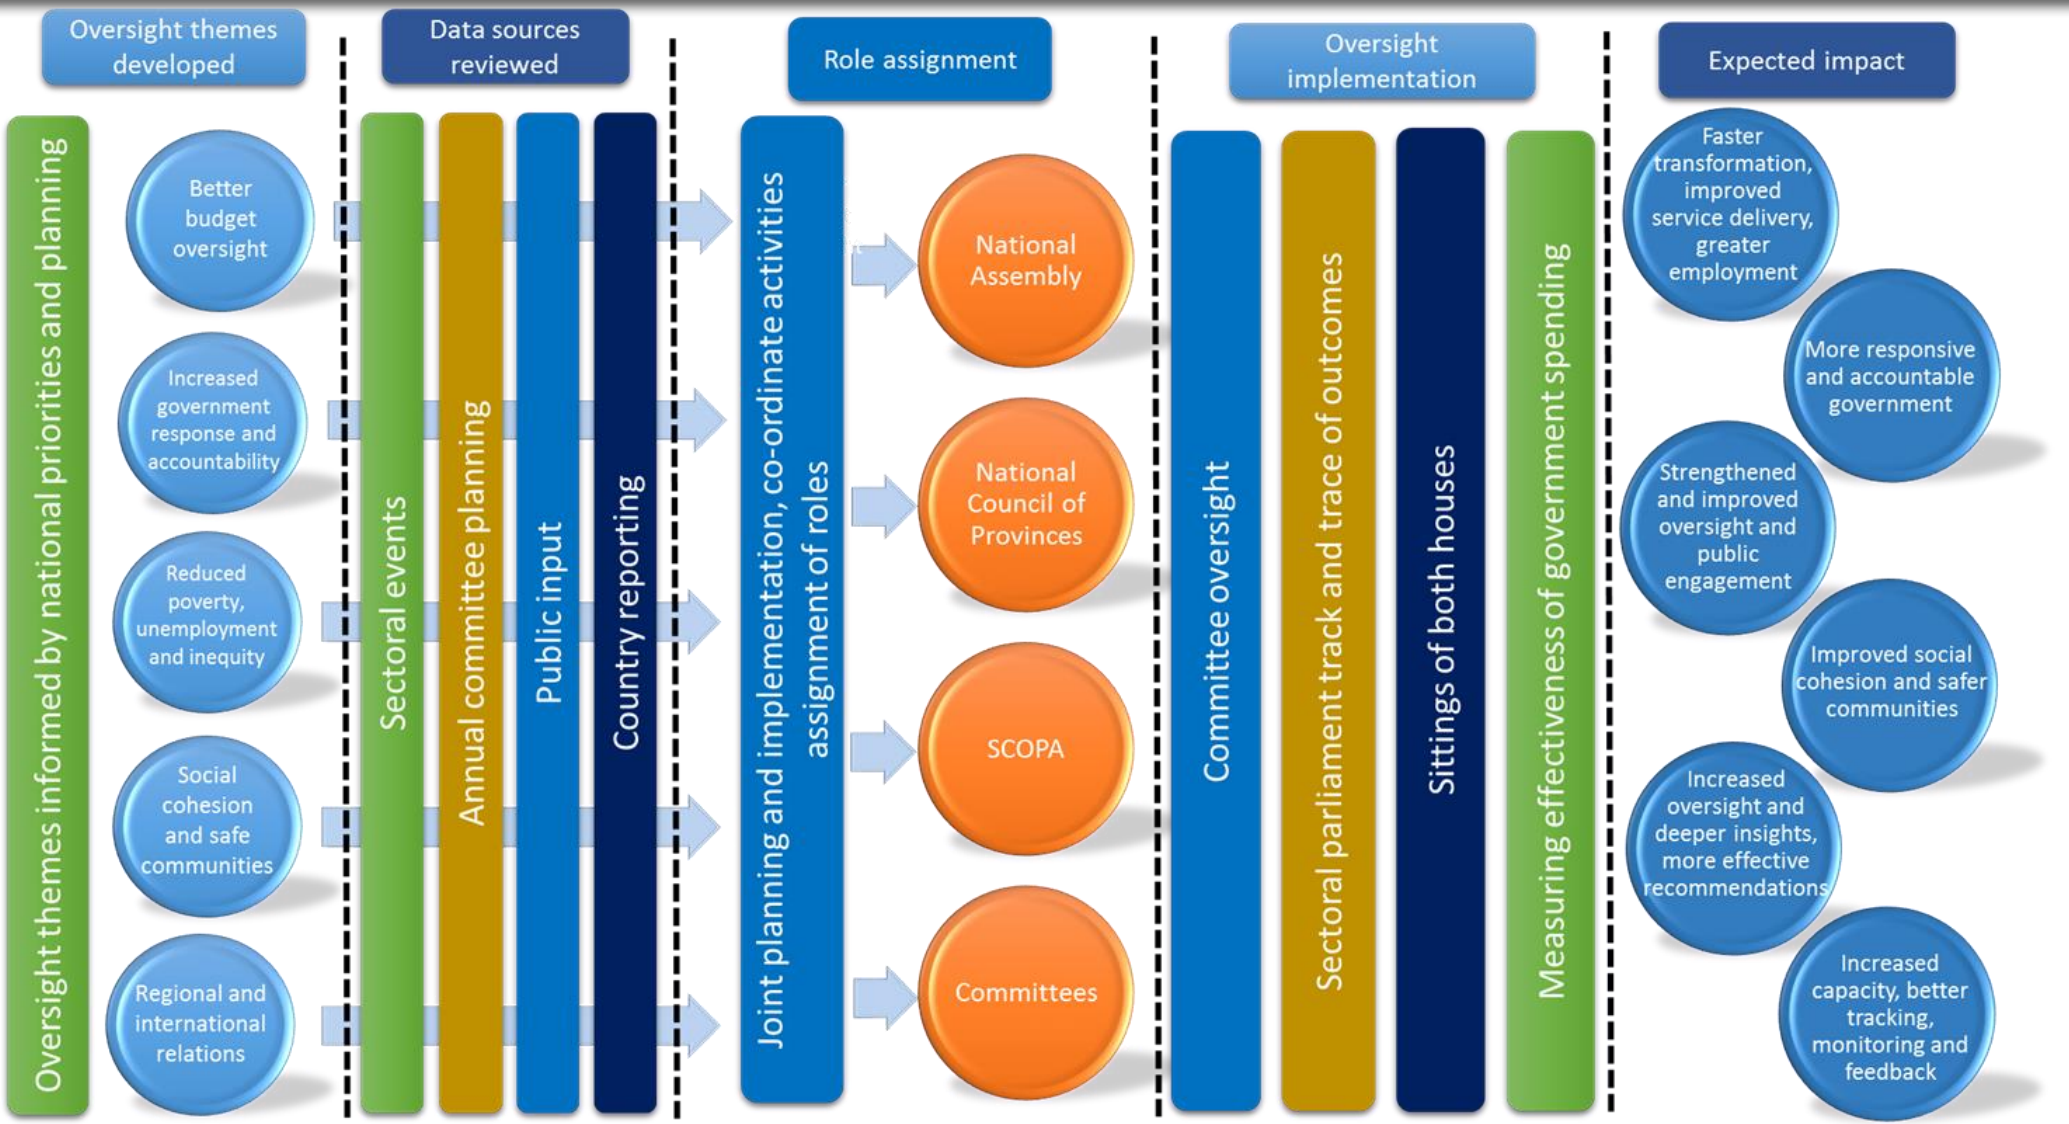 Oversight themes
developed
Data sources
reviewed
Role assignment
Oversight
implementation
Expected impact
Oversight themes informed by national priorities and planning
Better
budget
oversight
Increased
government
response and
accountability
Reduced
poverty,
unemployment
and inequity
Social
cohesion
and safe
communities
Regional and
international
relations
Sectoral events
Annual committee planning
Public input
Country reporting
Joint planning and implementation, co-ordinate activities
assignment of roles
National
Assembly
National
Council of
Provinces
SCOPA
Committees
Committee oversight
Sectoral parliament track and trace of outcomes
Sittings of both houses
Measuring effectiveness of government spending
Faster
transformation,
improved
service delivery,
greater
employment
More responsive
and accountable
government
Strengthened
and improved
oversight and
public
engagement
Improved social
cohesion and safer
communities
Increased
oversight and
deeper insights,
more effective
recommendations
Increased
capacity, better
tracking,
monitoring and
feedback